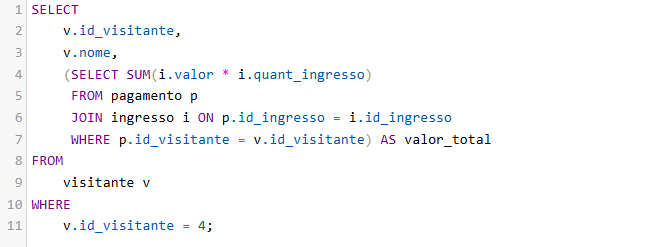 1 SELECT
2     v.id_visitante,
3     v.nome,
4     (SELECT SUM(i.valor * i.quant_ingresso)
5      FROM pagamento p
6      JOIN ingresso i ON p.id_ingresso = i.id_ingresso
7      WHERE p.id_visitante = v.id_visitante) AS valor_total
8 FROM
9     visitante v
10 WHERE
11     v.id_visitante = 4;